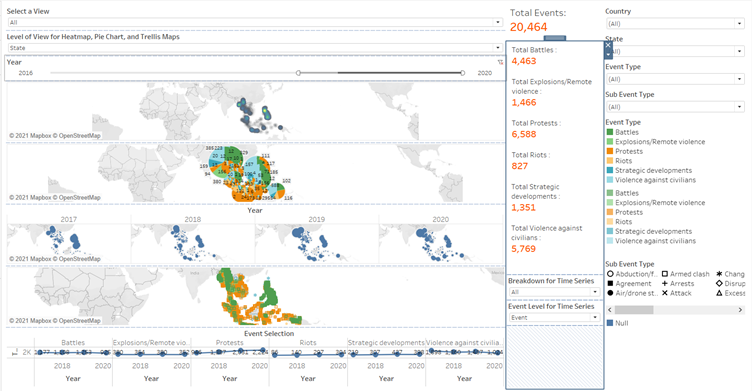 Select a View
All
Level of View for Heatmap, Pie Chart, and Trellis Maps
State
Year
2016
2020
© 2021 Mapbox © OpenStreetMap
© 2021 Mapbox © OpenStreetMap
Year
2017
2018
2019
2020
© 2021 Mapbox © OpenStreetMap
Event Selection
Battles
Explosions/Remote vio..
Protests
Riots
Strategic developments
Violence against civilia..
2K
2018
2020
2018
2020
2018
2020
2018
2020
2018
2020
2018
2020
Year
Year
Year
Year
Year
Year
Total Events:
20,464
Total Battles :
4,463
Total Explosions/Remote
violence :
1,466
Total Protests :
6,588
Total Riots :
827
Total Strategic
developments :
1,351
Total Violence against
civilians :
5,769
Breakdown for Time Series
All
Event Level for Time Series
Event
Country
(All)
State
(All)
Event Type
(All)
Sub Event Type
(All)
Event Type
Battles
Explosions/Remote violence
Protests
Riots
Strategic developments
Violence against civilians
Battles
Explosions/Remote violence
Protests
Riots
Strategic developments
Violence against civilians
Sub Event Type
Abduction/f...
Armed clash
Chang
Agreement
Arrests
Disrup
Air/drone st...
Attack
Excess
Null